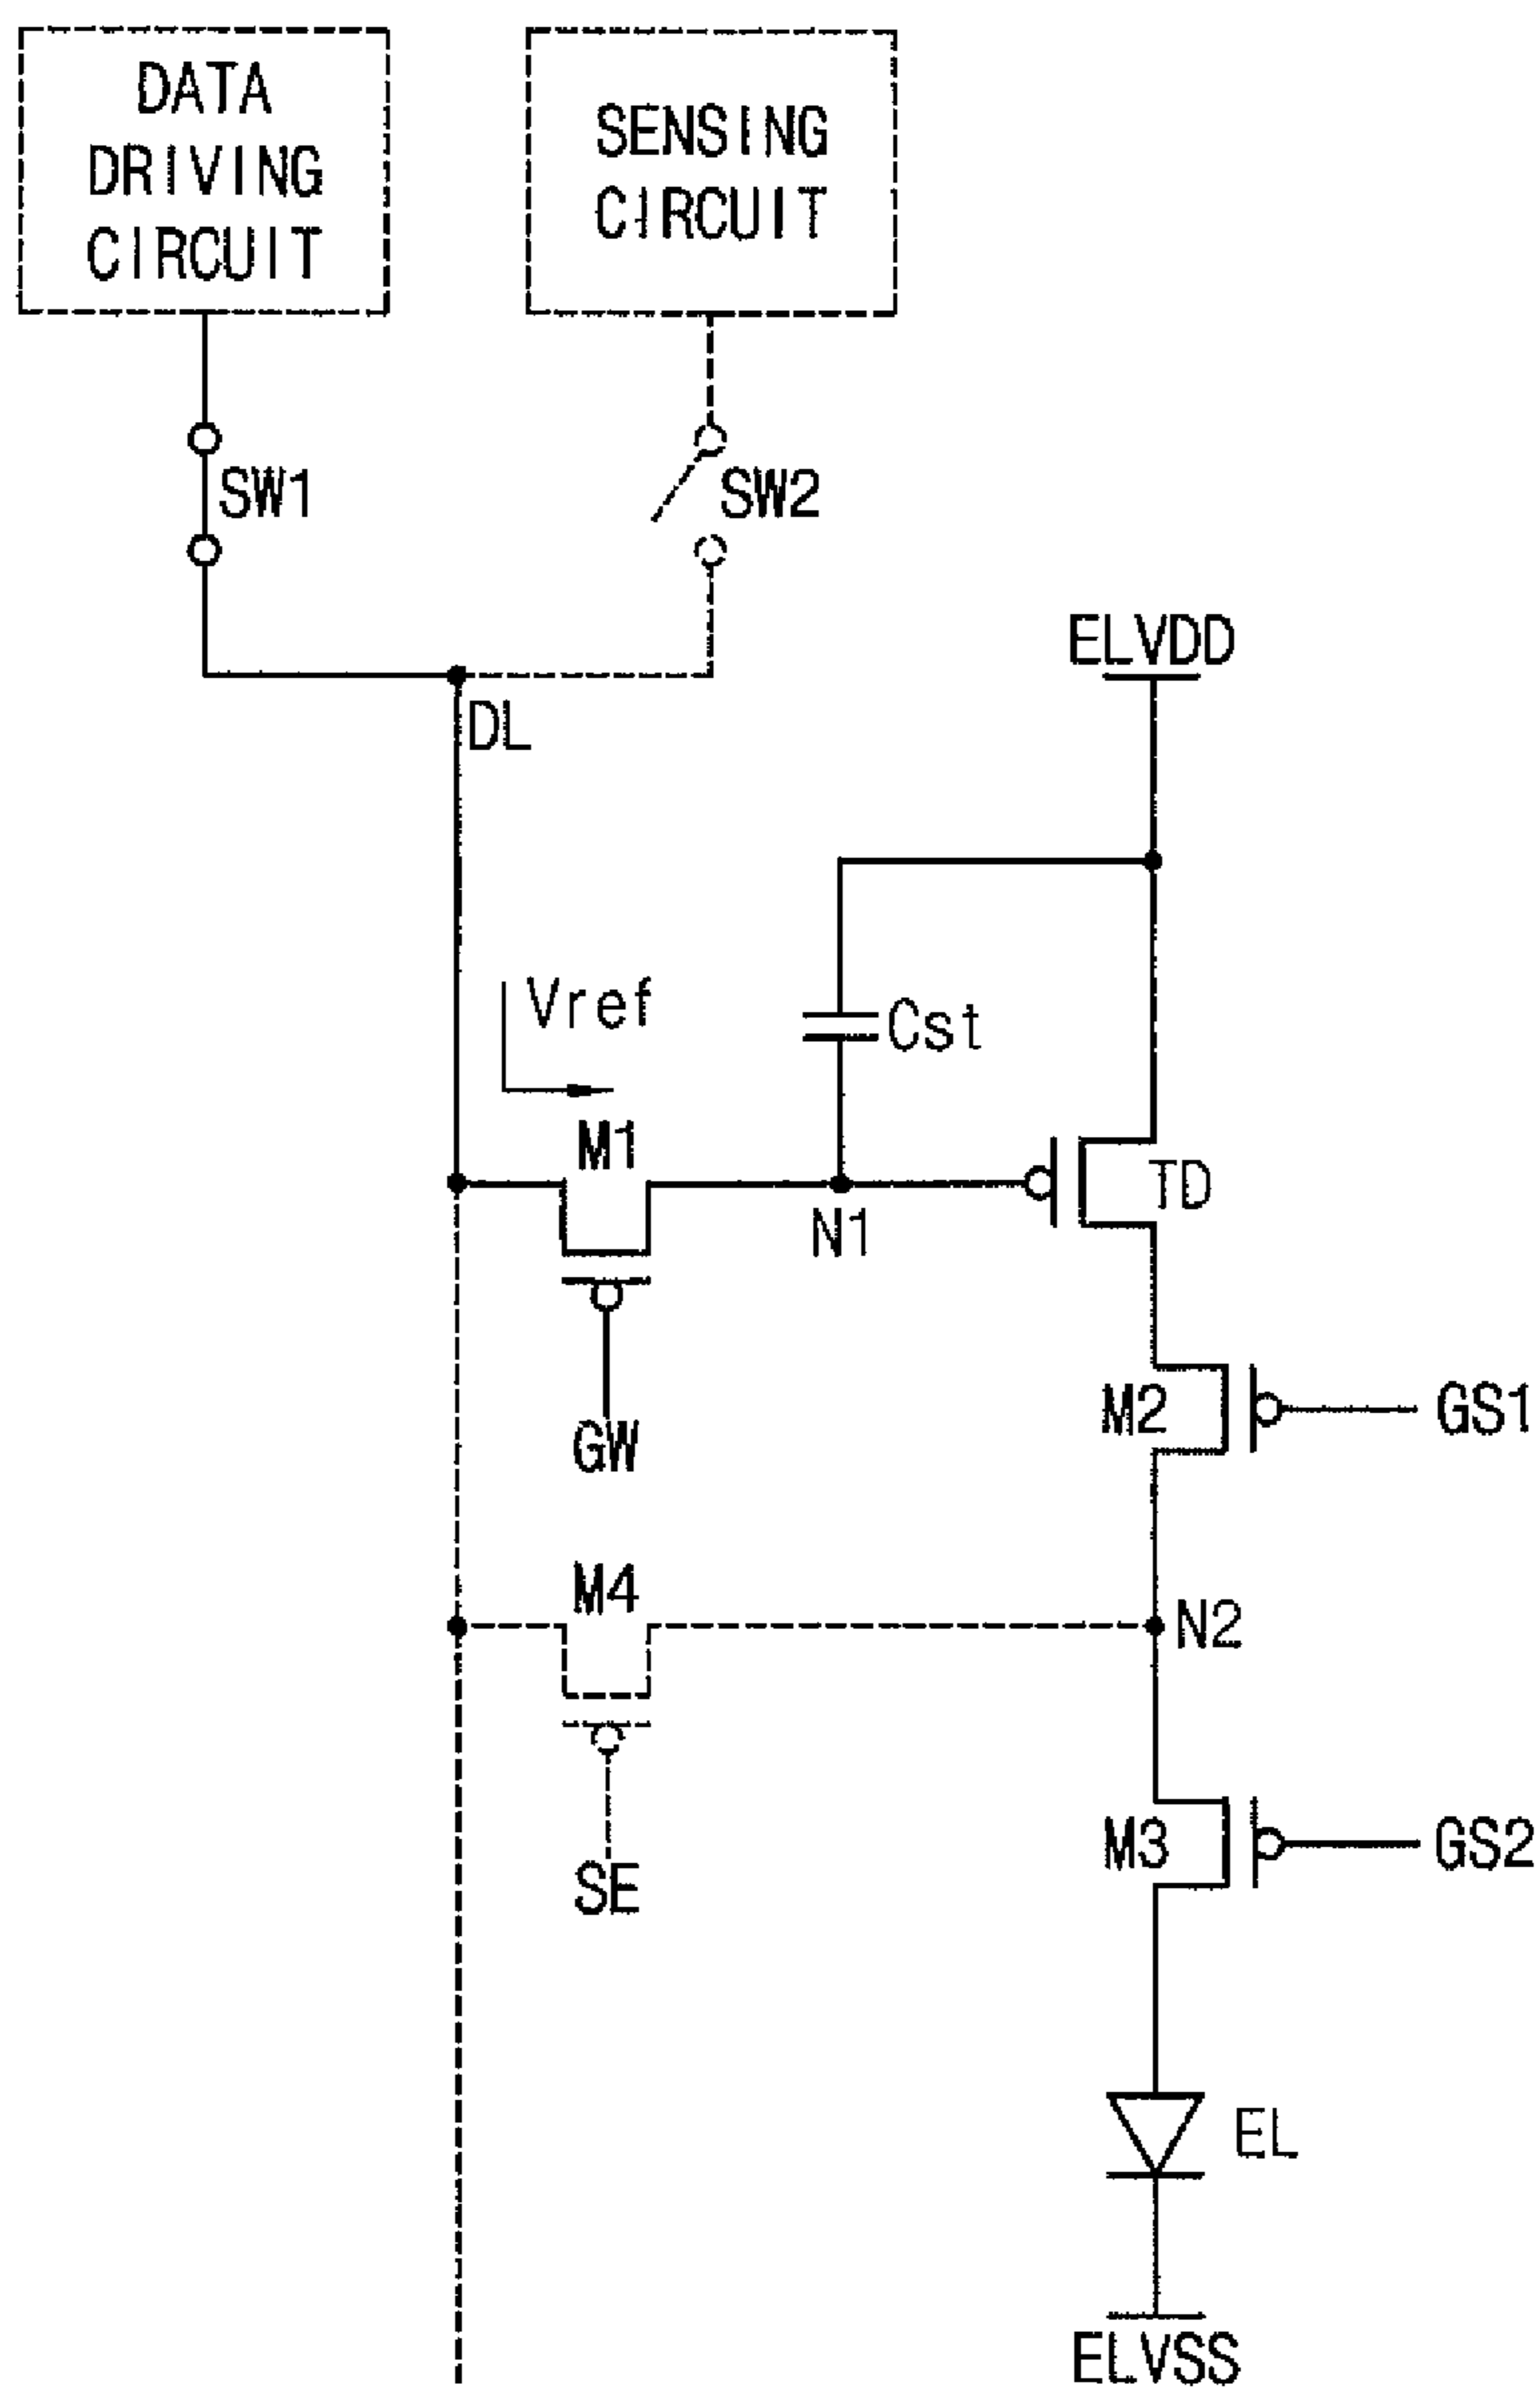 DATA
DRIVING
CIRCUIT
SENSING
CIRCUIT
SW1
SW2
ELVDD
DL
Vref
Cst
M1
TD
N1
M2
GS1
GW
M4
N2
M3
GS2
SE
EL
ELVSS